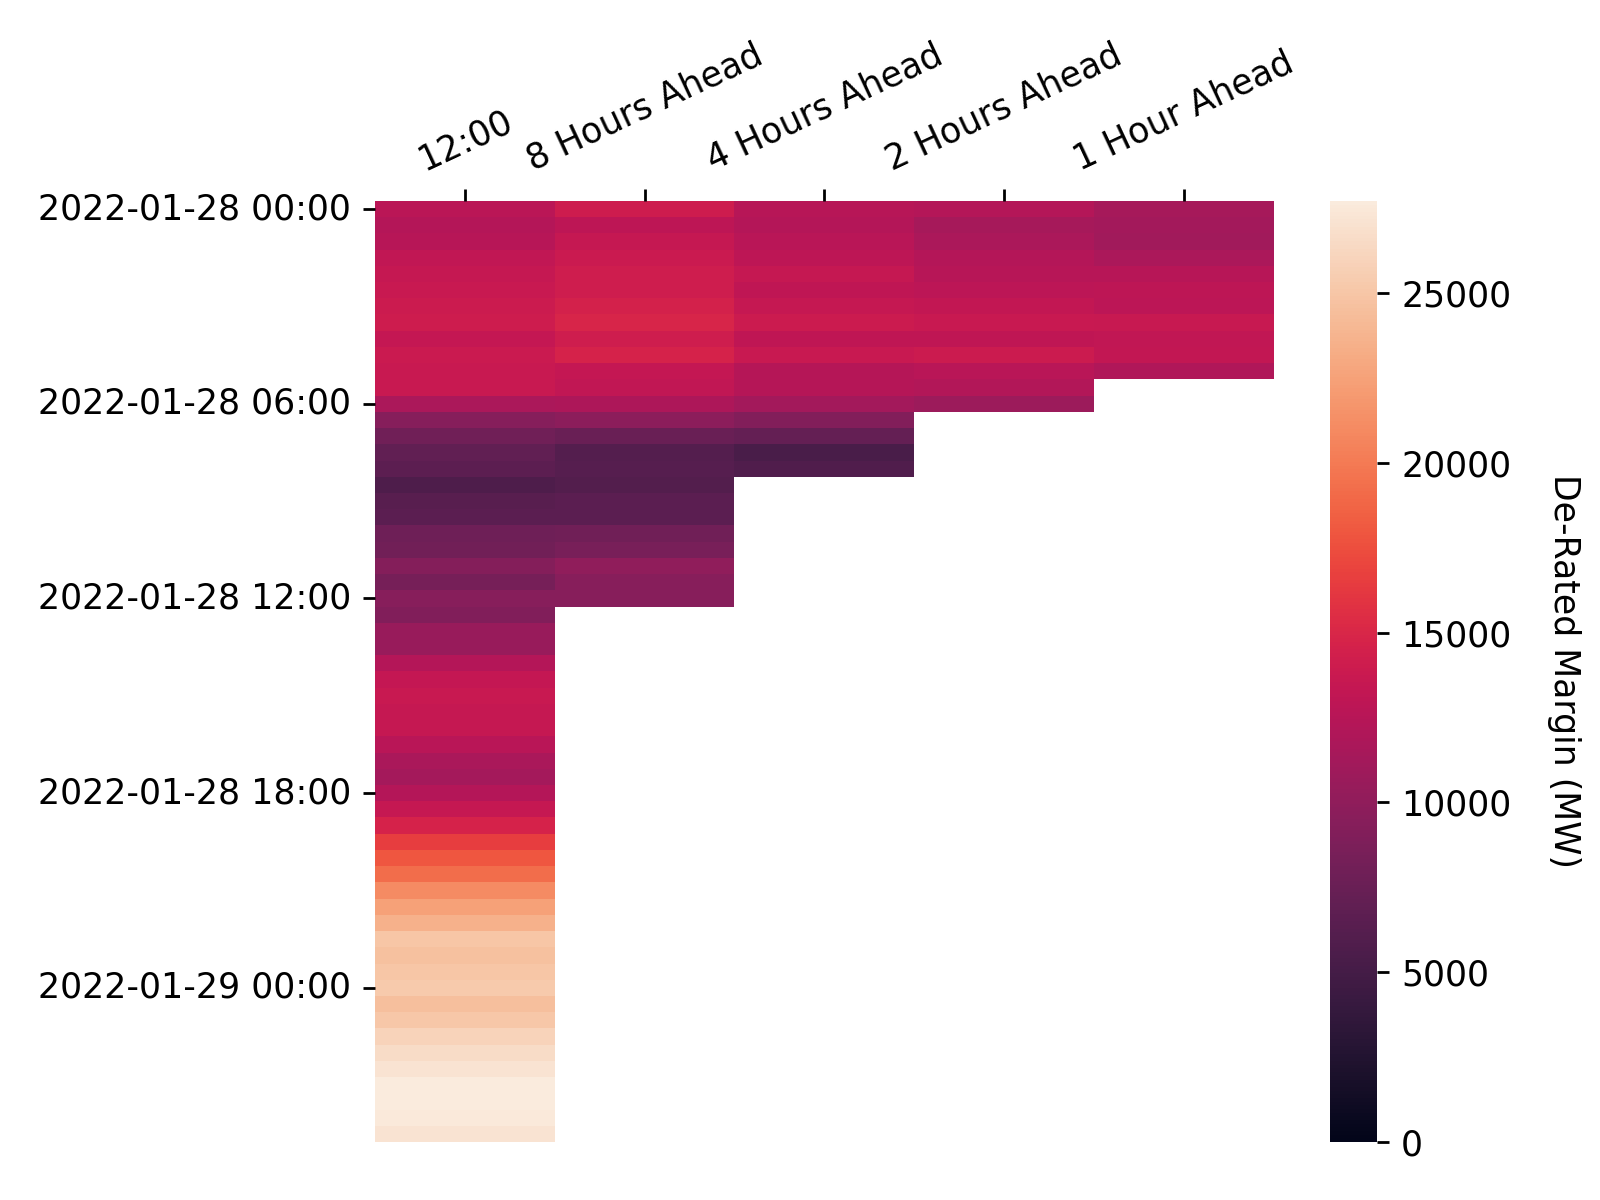 12:00
8 Hours Ahead
4 Hours Ahead
2 Hours Ahead
1 Hour Ahead
2022-01-28 00:00
2022-01-28 06:00
2022-01-28 12:00
2022-01-28 18:00
2022-01-29 00:00
25000
20000
15000
10000
5000
0
De-Rated Margin (MW)